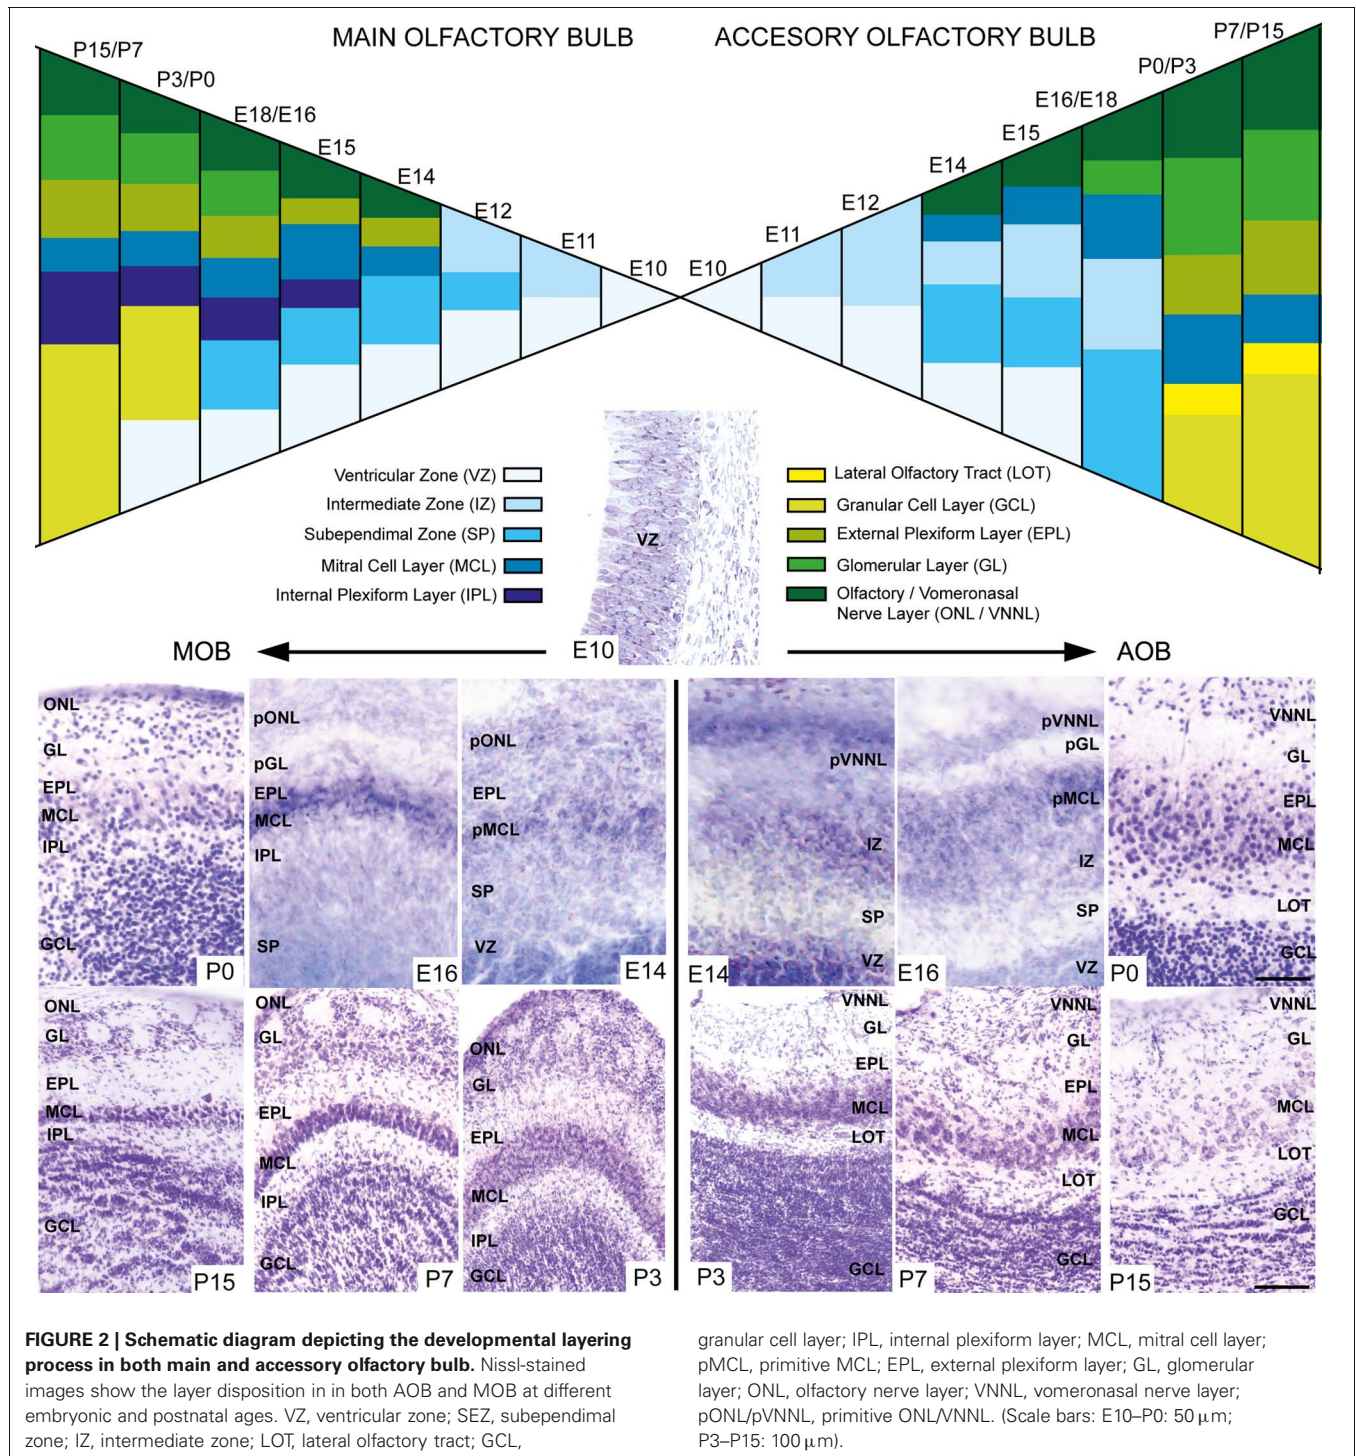 MAIN OLFACTORY BULB
ACCESORY OLFACTORY BULB
P15/P7
P3/P0
E18/E16
E15
E14
E12
E11
E10
E10
E11
E12
E14
E15
E16/E18
P0/P3
P7/P15
Ventricular Zone (VZ)
Intermediate Zone (IZ)
Subependimal Zone (SP)
Mitral Cell Layer (MCL)
Internal Plexiform Layer (IPL)
VZ
Lateral Olfactory Tract (LOT)
Granular Cell Layer (GCL)
External Plexiform Layer (EPL)
Glomerular Layer (GL)
Olfactory / Vomeronasal
Nerve Layer (ONL / VNNL)
MOB
E10
AOB
ONL
GL
EPL
MCL
IPL
GCL
P0
pONL
pGL
EPL
MCL
IPL
SP
E16
pONL
EPL
pMCL
SP
VZ
E14
pVNNL
IZ
SP
VZ
E14
pVNNL
pGL
pMCL
IZ
SP
VZ
E16
VNNL
GL
EPL
MCL
LOT
GCL
P0
ONL
GL
EPL
MCL
IPL
GCL
P15
ONL
GL
EPL
MCL
IPL
GCL
P7
ONL
GL
EPL
MCL
IPL
GCL
P3
VNNL
GL
EPL
MCL
LOT
GCL
P3
VNNL
GL
EPL
MCL
LOT
GCL
P7
VNNL
GL
MCL
LOT
GCL
P15
FIGURE 2 | Schematic diagram depicting the developmental layering
process in both main and accessory olfactory bulb. Nissl-stained
images show the layer disposition in in both AOB and MOB at different
embryonic and postnatal ages. VZ, ventricular zone; SEZ, subependimal
zone; IZ, intermediate zone; LOT, lateral olfactory tract; GCL,
granular cell layer; IPL, internal plexiform layer; MCL, mitral cell layer;
pMCL, primitive MCL; EPL, external plexiform layer; GL, glomerular
layer; ONL, olfactory nerve layer; VNNL, vomeronasal nerve layer;
pONL/pVNNL, primitive ONL/VNNL. (Scale bars: E10–P0: 50 μm;
P3–P15: 100 μm).